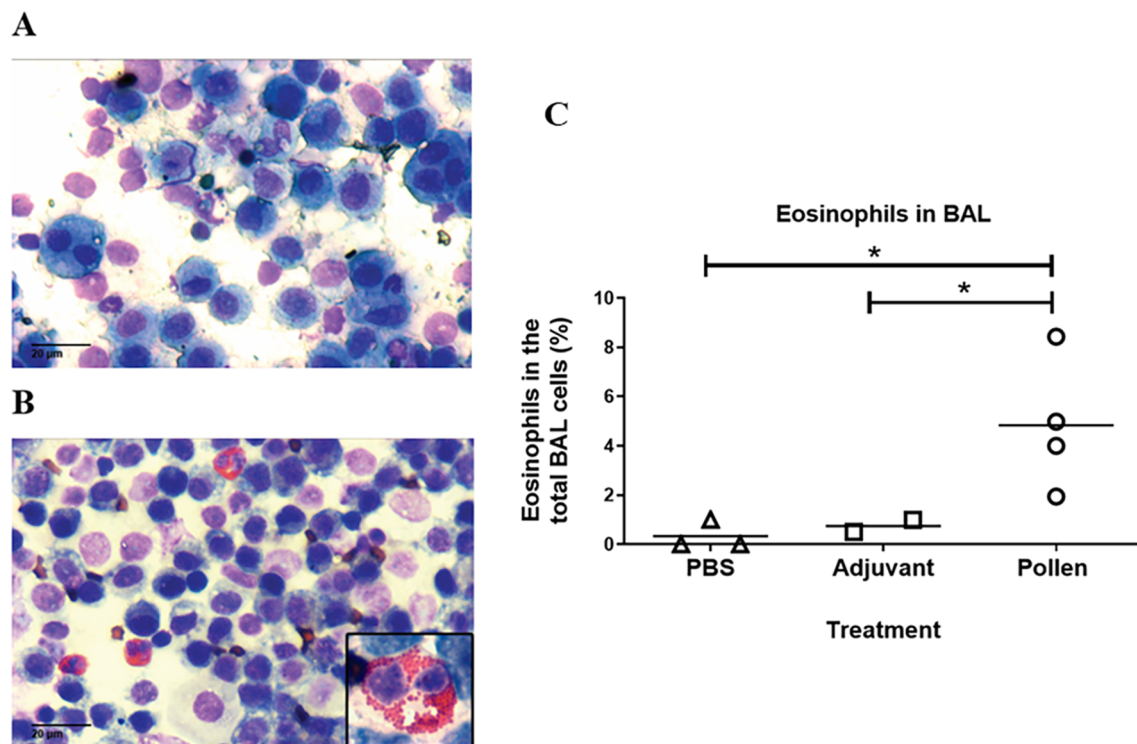 A
20 µm
B
20 µm
C
Eosinophils in BAL
*
*
Eosinophils in the
total BAL cells (%)
10
8
6
4
2
0
PBS Adjuvant Pollen
Treatment